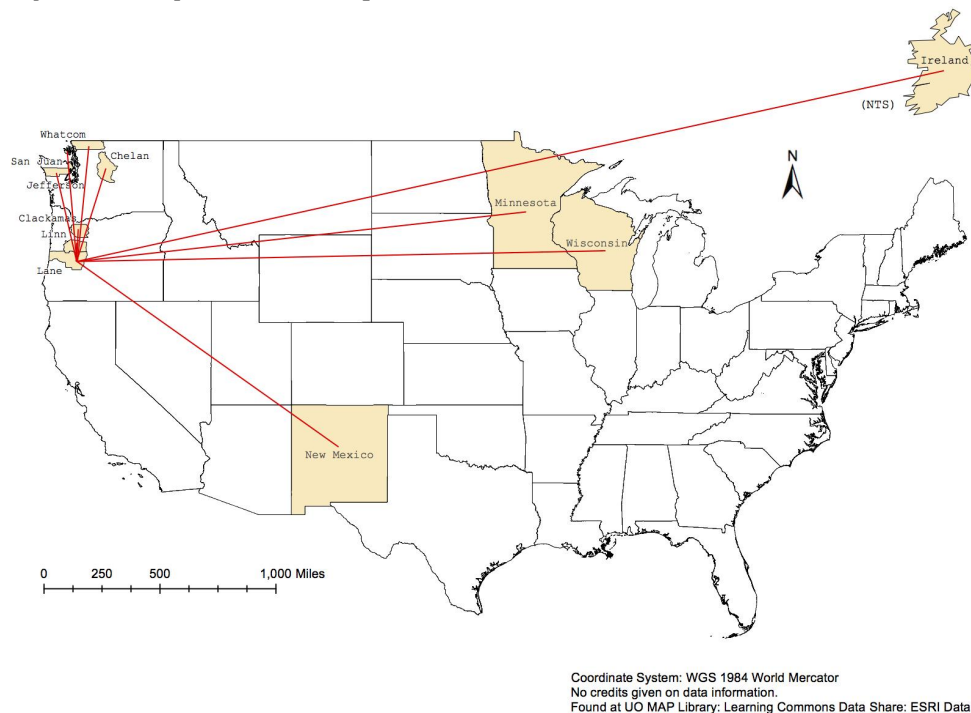 Ireland
(NTS)
Whatcom
N
San Juan
Chelan
Jefferson
Minnesota
Clackamas
Linn
Wisconsin
Lane
New Mexico
0 250 500 1,000 Miles
Coordinate System: WGS 1984 World Mercator
No credits given on data information.
Found at UO MAP Library: Learning Commons Data Share: ESRI Data